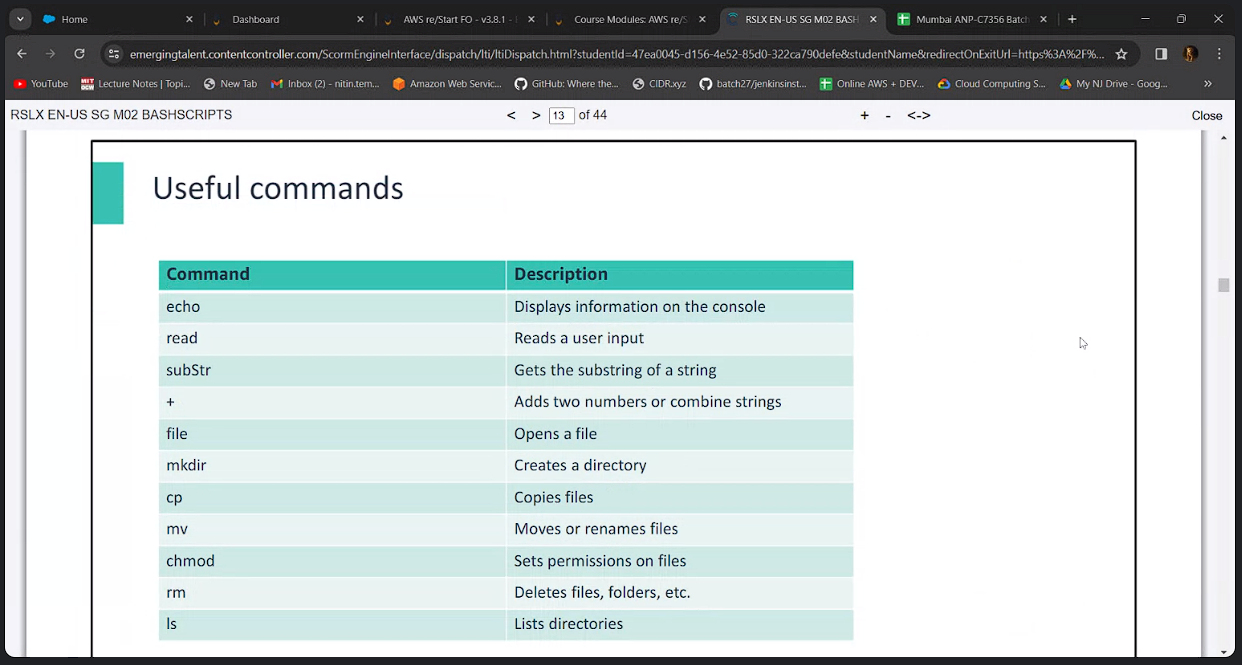 Home
Dashboard
AWS re/Start FO - v3.8.1 -
Course Modules: AWS re/S
RSLX EN-US SG M02 BASH
Mumbai ANP-C7356 Batch
emergingtalent.contentcontroller.com/ScormEngineInterface/dispatch/lti/ltiDispatch.html?studentId=47ea0045-d156-4e52-85d0-322ca790defe&studentName&redirectOnExitUrl=https%3A%2F%...
YouTube
Lecture Notes | Topi...
New Tab
Inbox (2) - nitin.tem...
Amazon Web Servic...
GitHub: Where the...
CIDR.xyz
batch27/jenkinsinst...
Online AWS + DEV...
Cloud Computing S...
My NJ Drive - Goog...
»
RSLX EN-US SG M02 BASHSCRIPTS
< > 13 of 44
+ - <->
Close
Useful commands
Command Description
echo Displays information on the console
read Reads a user input
subStr Gets the substring of a string
+ Adds two numbers or combine strings
file Opens a file
mkdir Creates a directory
cp Copies files
mv Moves or renames files
chmod Sets permissions on files
rm Deletes files, folders, etc.
ls Lists directories